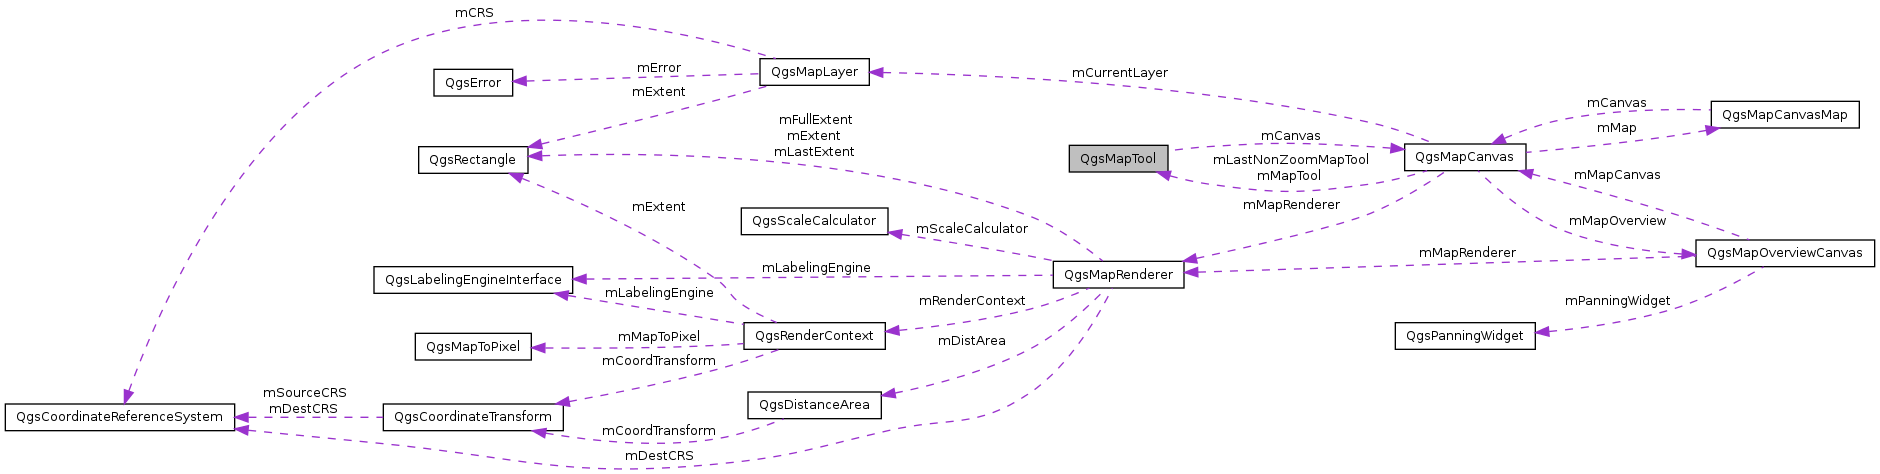 mCRS
QgsMapLayer
mError
QgsError
mExtent
mCurrentLayer
mFullExtent
mExtent
mLastExtent
QgsRectangle
mCanvas
QgsMapCanvasMap
mMap
mCanvas
QgsMapTool
mLastNonZoomMapTool
mMapTool
QgsMapCanvas
mMapCanvas
mExtent
mMapRenderer
QgsScaleCalculator
mScaleCalculator
mMapOverview
QgsMapOverviewCanvas
mMapRenderer
mLabelingEngine
QgsMapRenderer
QgsLabelingEngineInterface
mLabelingEngine
mRenderContext
mPanningWidget
QgsRenderContext
QgsPanningWidget
mMapToPixel
QgsMapToPixel
mDistArea
mCoordTransform
mSourceCRS
mDestCRS
QgsDistanceArea
QgsCoordinateReferenceSystem
QgsCoordinateTransform
mCoordTransform
mDestCRS